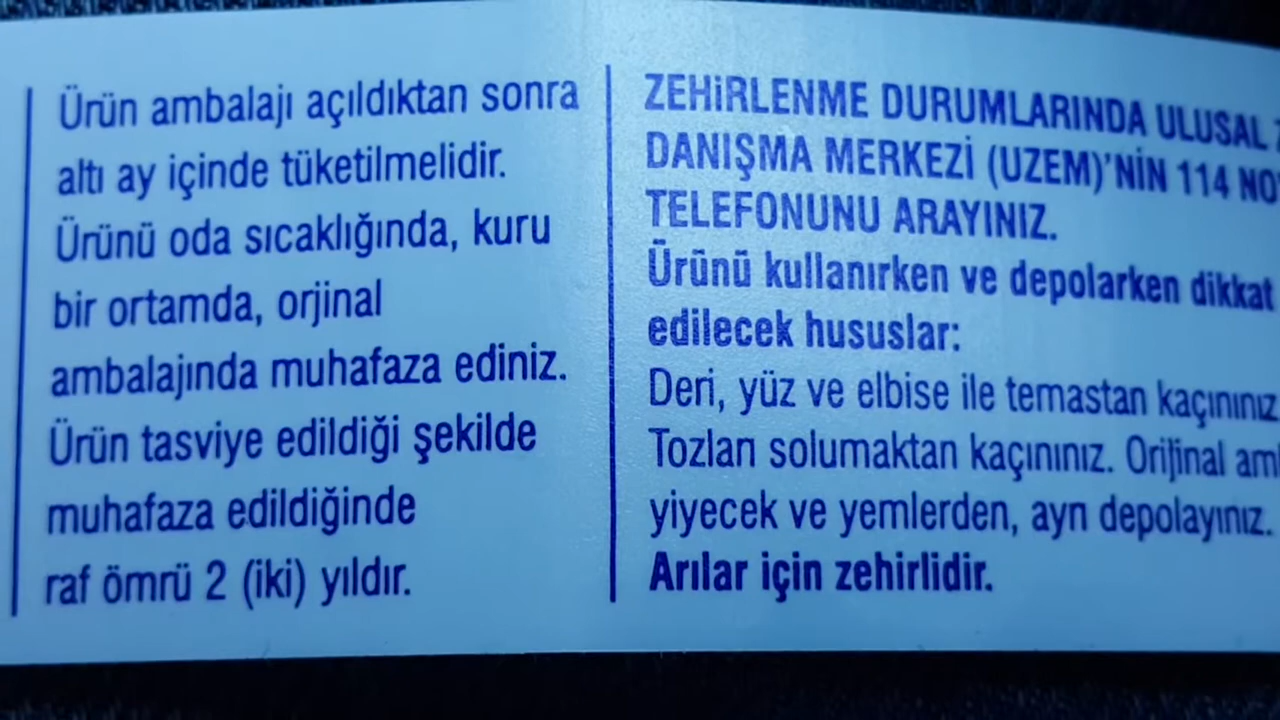 Ürün ambalajı açıldıktan sonra
altı ay içinde tüketilmelidir.
Ürünü oda sıcaklığında, kuru
bir ortamda, orjinal
ambalajında muhafaza ediniz.
Ürün tasviye edildiği şekilde
muhafaza edildiğinde
raf ömrü 2 (iki) yıldır.
ZEHİRLENME DURUMLARINDA ULUSAL
DANIŞMA MERKEZİ (UZEM)'NİN 114 NO
TELEFONUNU ARAYINIZ.
Ürünü kullanırken ve depolarken dikkat
edilecek hususlar:
Deri, yüz ve elbise ile temastan kaçınınız
Tozları solumaktan kaçınınız. Orijinal am
yiyecek ve yemlerden, ayrı depolayınız.
Arılar için zehirlidir.